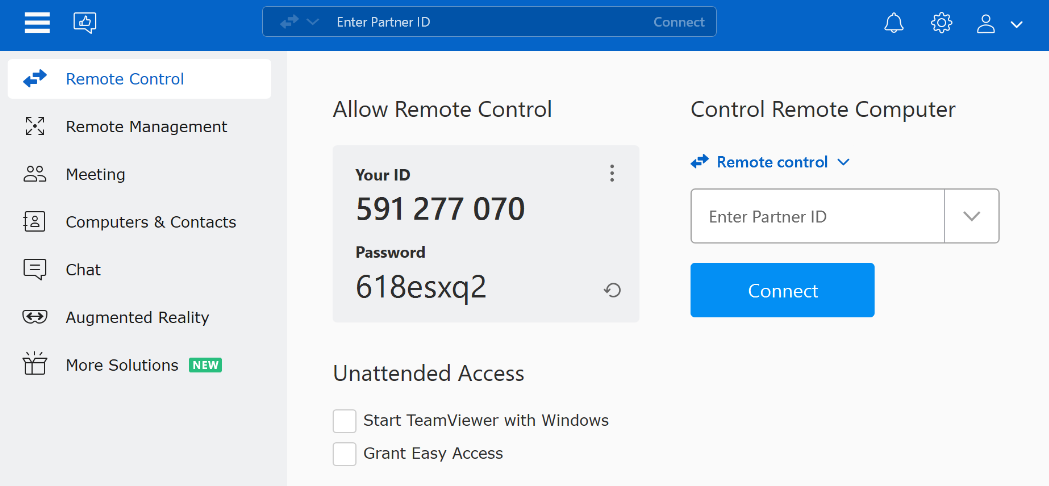 Enter Partner ID
Connect
Remote Control
Remote Management
Meeting
Computers & Contacts
Chat
Augmented Reality
More Solutions NEW
Allow Remote Control
Your ID
591 277 070
Password
618esxq2
Unattended Access
Start TeamViewer with Windows
Grant Easy Access
Control Remote Computer
Remote control
Enter Partner ID
Connect